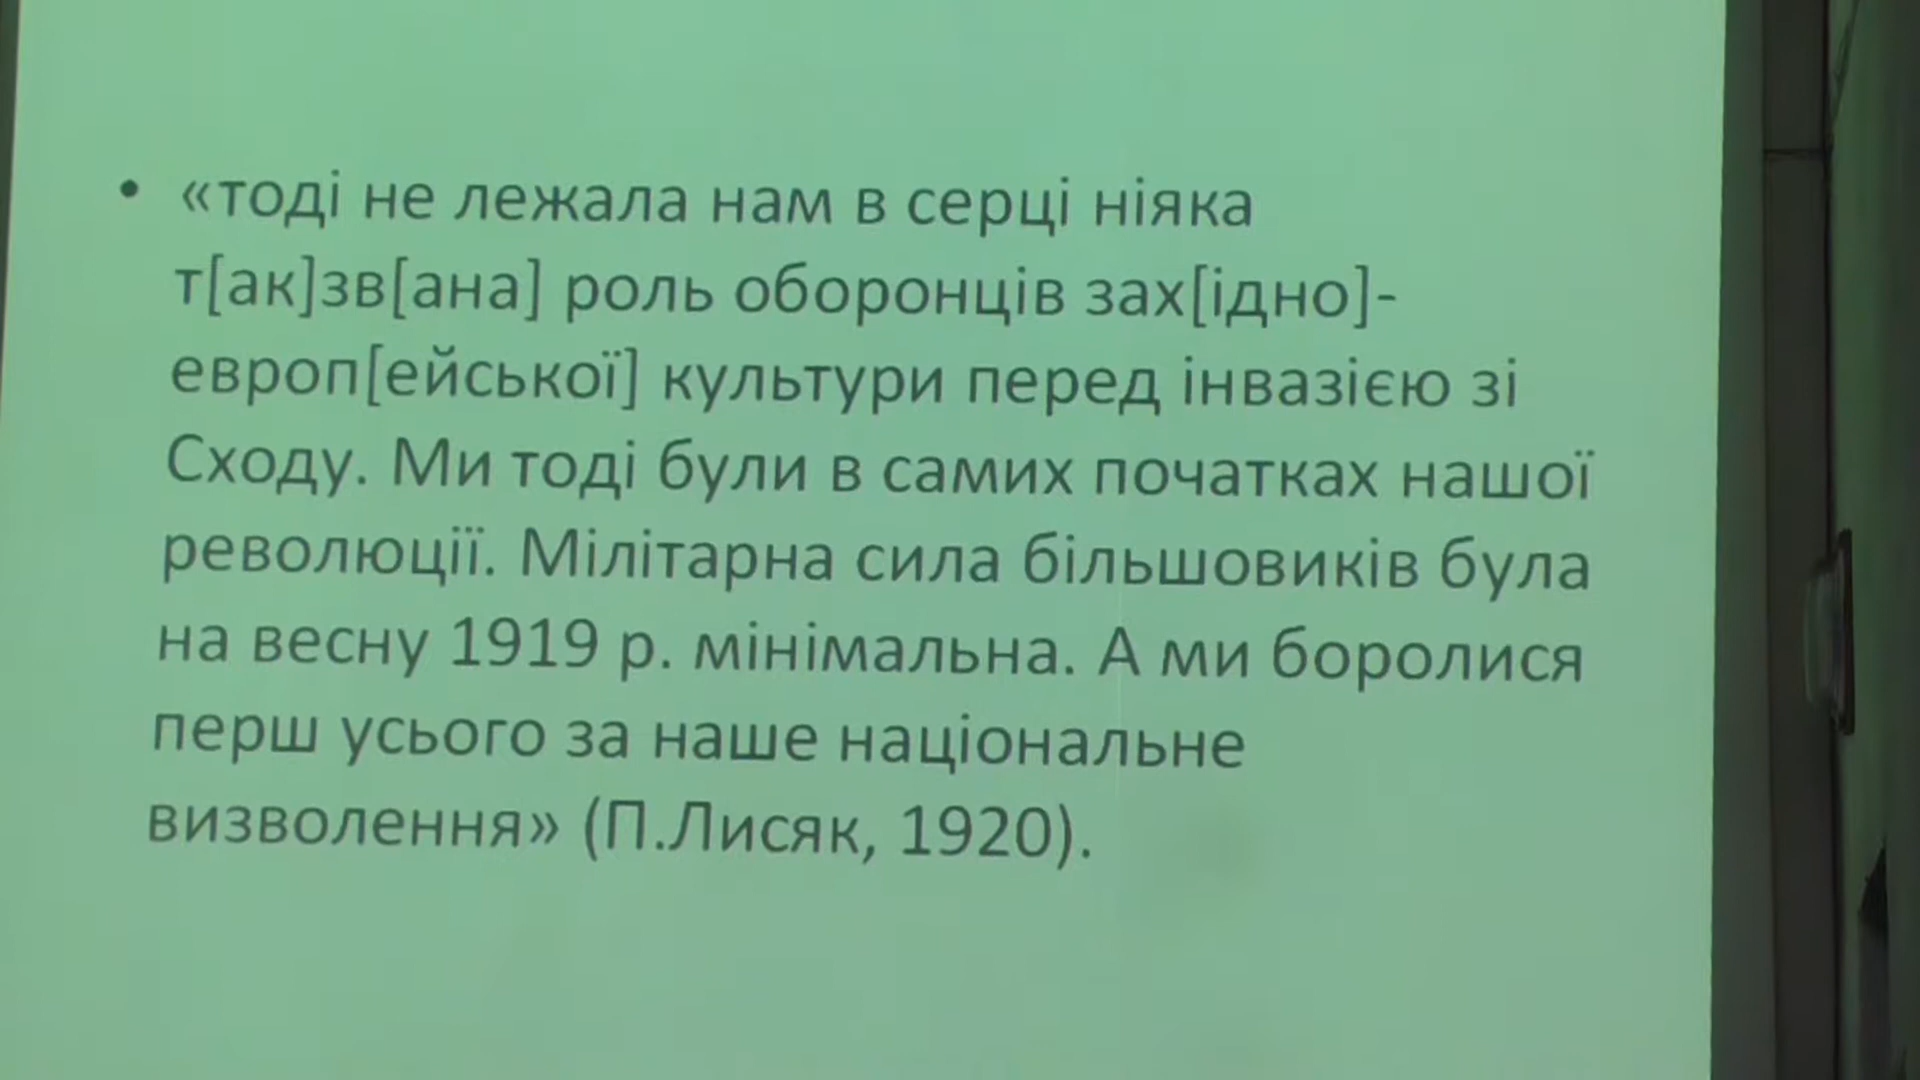 • «тоді не лежала нам в серці ніяка
т[ак]зв[ана] роль оборонців зах[ідно]-
европ[ейської] культури перед інвазією зі
Сходу. Ми тоді були в самих початках нашої
революції. Мілітарна сила більшовиків була
на весну 1919 р. мінімальна. А ми боролися
перш усього за наше національне
визволення» (П.Лисяк, 1920).